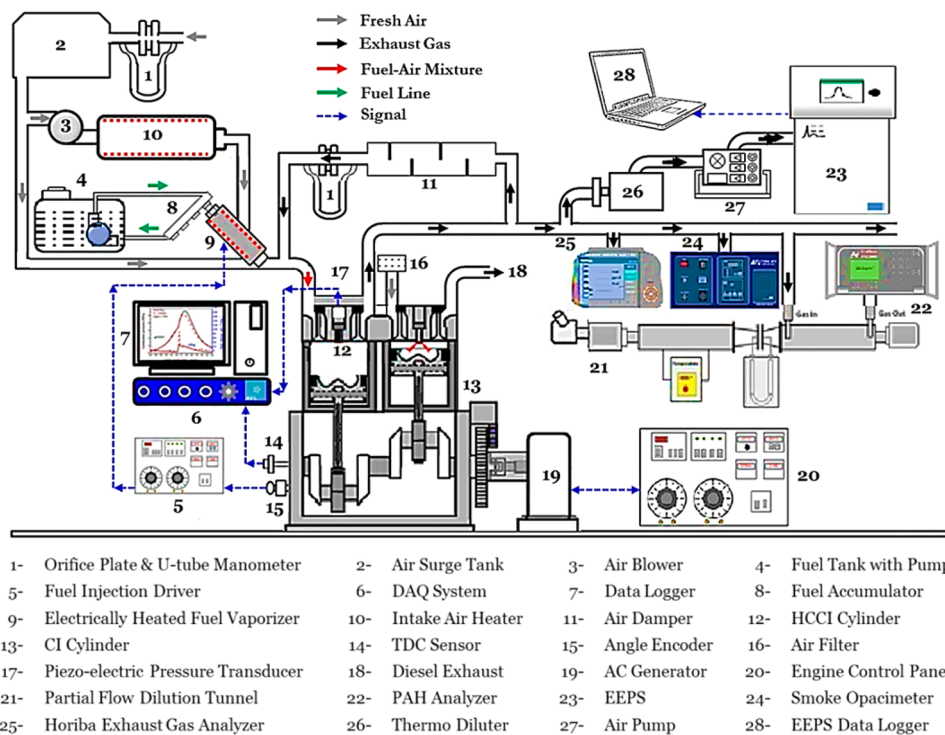 Fresh Air
Exhaust Gas
Fuel-Air Mixture
Fuel Line
Signal
2
1
3
10
4
8
9
1
11
28
23
26
27
25
24
22
Gas In
Gas Out
21
17
16
18
12
7
6
13
14
15
5
19
20
1- Orifice Plate & U-tube Manometer 2- Air Surge Tank 3- Air Blower 4- Fuel Tank with Pump
5- Fuel Injection Driver 6- DAQ System 7- Data Logger 8- Fuel Accumulator
9- Electrically Heated Fuel Vaporizer 10- Intake Air Heater 11- Air Damper 12- HCCI Cylinder
13- CI Cylinder 14- TDC Sensor 15- Angle Encoder 16- Air Filter
17- Piezo-electric Pressure Transducer 18- Diesel Exhaust 19- AC Generator 20- Engine Control Pane
21- Partial Flow Dilution Tunnel 22- PAH Analyzer 23- EEPS 24- Smoke Opacimeter
25- Horiba Exhaust Gas Analyzer 26- Thermo Diluter 27- Air Pump 28- EEPS Data Logger